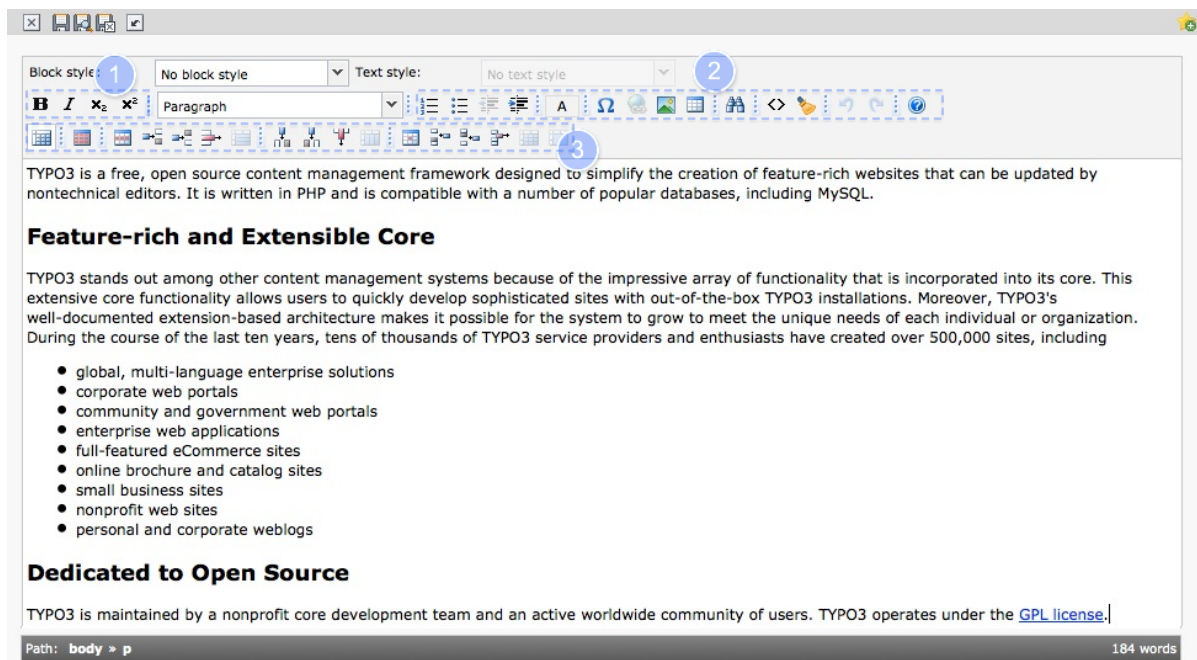 Block style: 1 No block style Text style: No text style 2
B I x₂ x² Paragraph A Ω <>
3
TYPO3 is a free, open source content management framework designed to simplify the creation of feature-rich websites that can be updated by
nontechnical editors. It is written in PHP and is compatible with a number of popular databases, including MySQL.
Feature-rich and Extensible Core
TYPO3 stands out among other content management systems because of the impressive array of functionality that is incorporated into its core. This
extensive core functionality allows users to quickly develop sophisticated sites with out-of-the-box TYPO3 installations. Moreover, TYPO3's
well-documented extension-based architecture makes it possible for the system to grow to meet the unique needs of each individual or organization.
During the course of the last ten years, tens of thousands of TYPO3 service providers and enthusiasts have created over 500,000 sites, including
• global, multi-language enterprise solutions
• corporate web portals
• community and government web portals
• enterprise web applications
• full-featured eCommerce sites
• online brochure and catalog sites
• small business sites
• nonprofit web sites
• personal and corporate weblogs
Dedicated to Open Source
TYPO3 is maintained by a nonprofit core development team and an active worldwide community of users. TYPO3 operates under the GPL license.
Path: body » p 184 words